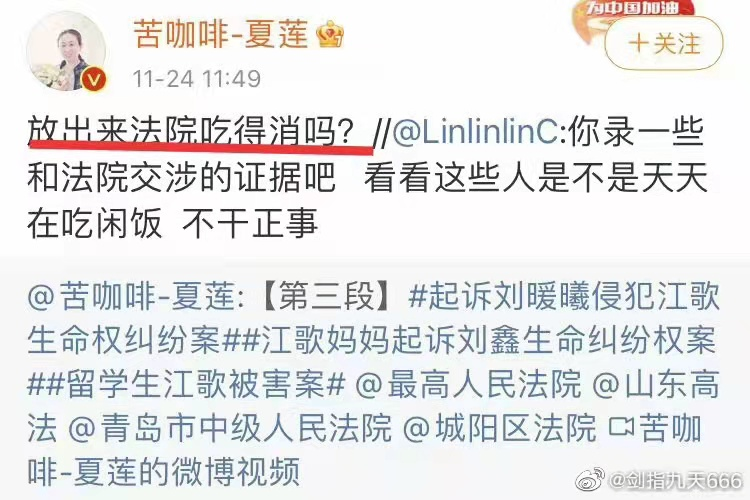 为中国加油
苦咖啡-夏莲
＋关注
11-24 11:49
放出来法院吃得消吗？//@LinlinlinC:你录一些
和法院交涉的证据吧 看看这些人是不是天天
在吃闲饭 不干正事
@苦咖啡-夏莲:【第三段】#起诉刘暖曦侵犯江歌
生命权纠纷案##江歌妈妈起诉刘鑫生命纠纷权案
##留学生江歌被害案# @最高人民法院 @山东高
法 @青岛市中级人民法院 @城阳区法院 苦咖
啡-夏莲的微博视频
@剑指九天666